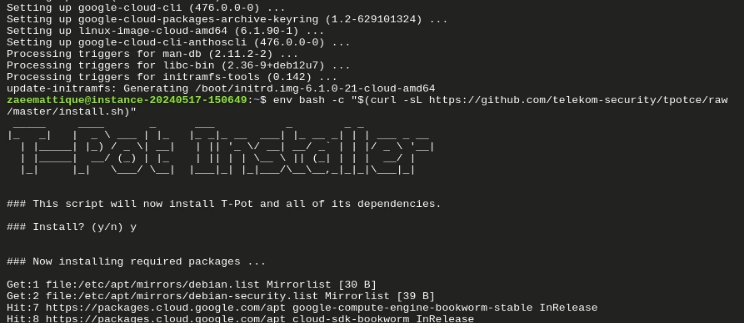 Setting up google-cloud-cli (476.0.0-0) ...
Setting up google-cloud-packages-archive-keyring (1.2-629101324) ...
Setting up linux-image-cloud-amd64 (6.1.90-1) ...
Setting up google-cloud-cli-anthoscli (476.0.0-0) ...
Processing triggers for man-db (2.11.2-2) ...
Processing triggers for libc-bin (2.36-9+deb12u7) ...
Processing triggers for initramfs-tools (0.142) ...
update-initramfs: Generating /boot/initrd.img-6.1.0-21-cloud-amd64
zaeemattique@instance-20240517-150649:~$ env bash -c "$(curl -sL https://github.com/telekom-security/tpotce/raw
/master/install.sh)"
T-Pot Installer
### This script will now install T-Pot and all of its dependencies.
### Install? (y/n) y
### Now installing required packages ...
Get:1 file:/etc/apt/mirrors/debian.list Mirrorlist [30 B]
Get:2 file:/etc/apt/mirrors/debian-security.list Mirrorlist [39 B]
Hit:7 https://packages.cloud.google.com/apt google-compute-engine-bookworm-stable InRelease
Hit:8 https://packages.cloud.google.com/apt cloud-sdk-bookworm InRelease